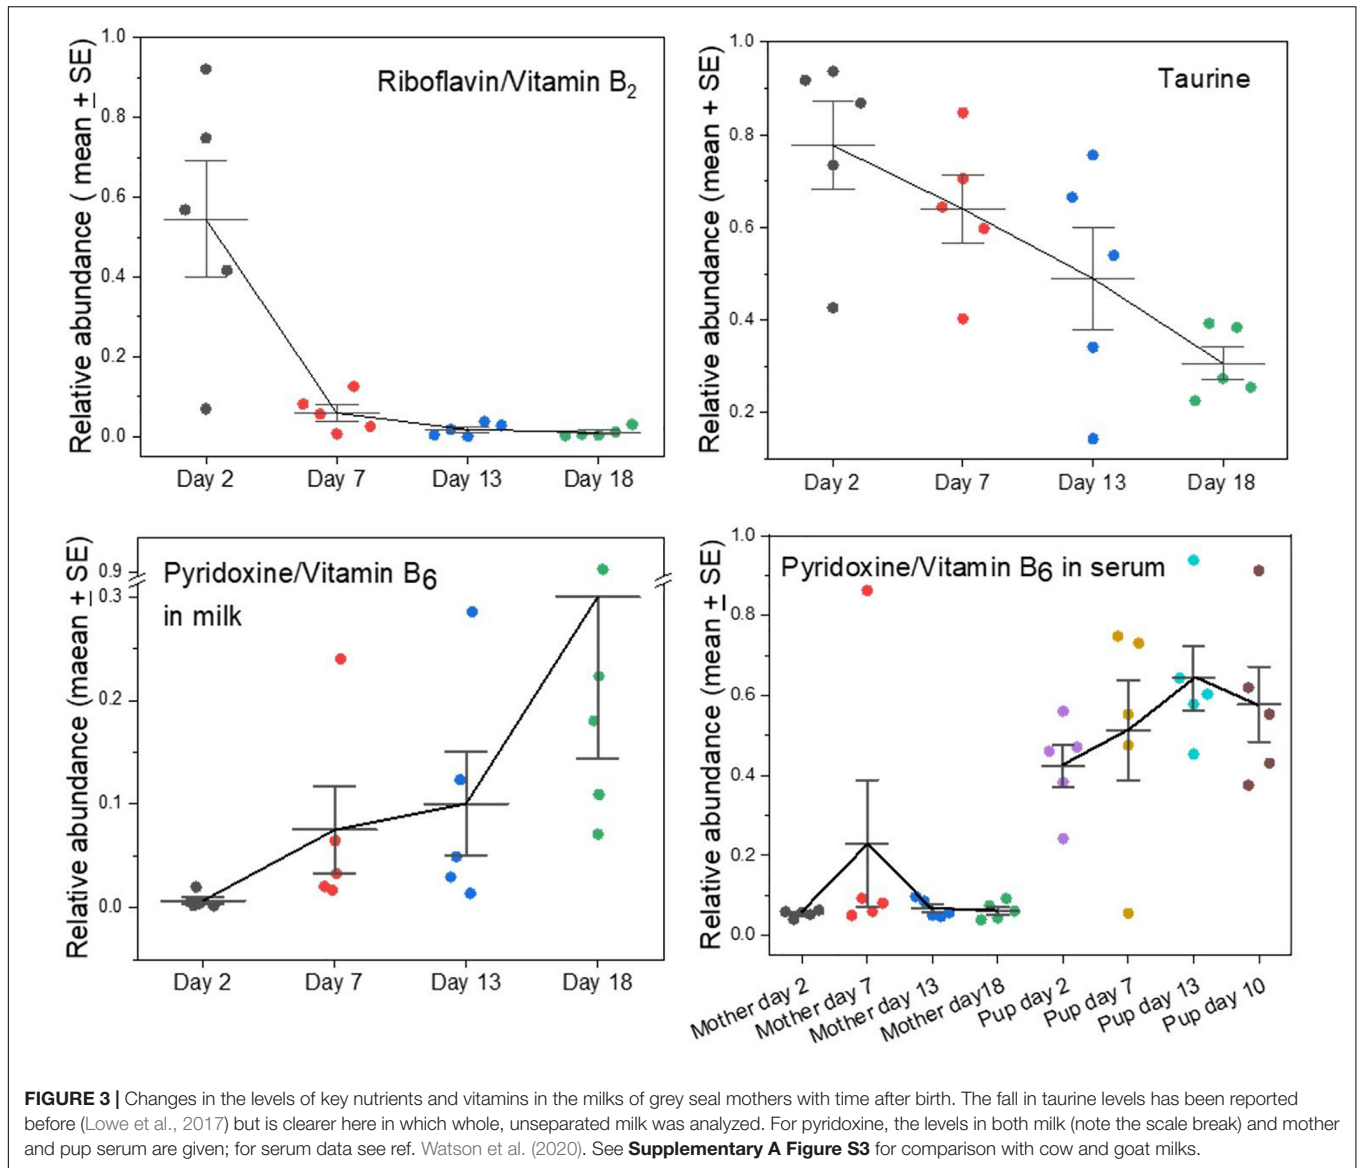 Relative abundance ( mean ± SE)
1.0
0.8
0.6
0.4
0.2
0.0
Riboflavin/Vitamin B2
Day 2
Day 7
Day 13
Day 18
Relative abundance (mean + SE)
1.0
0.8
0.6
0.4
0.2
Taurine
Day 2
Day 7
Day 13
Day 18
Relative abundance (maean ± SE)
0.9
0.3
0.2
0.1
0.0
Pyridoxine/Vitamin B6
in milk
Day 2
Day 7
Day 13
Day 18
Relative abundance (mean ± SE)
1.0
0.8
0.6
0.4
0.2
0.0
Pyridoxine/Vitamin B6 in serum
Mother day 2
Mother day 7
Mother day 13
Mother day18
Pup day 2
Pup day 7
Pup day 13
Pup day 10
FIGURE 3 | Changes in the levels of key nutrients and vitamins in the milks of grey seal mothers with time after birth. The fall in taurine levels has been reported
before (Lowe et al., 2017) but is clearer here in which whole, unseparated milk was analyzed. For pyridoxine, the levels in both milk (note the scale break) and mother
and pup serum are given; for serum data see ref. Watson et al. (2020). See Supplementary A Figure S3 for comparison with cow and goat milks.